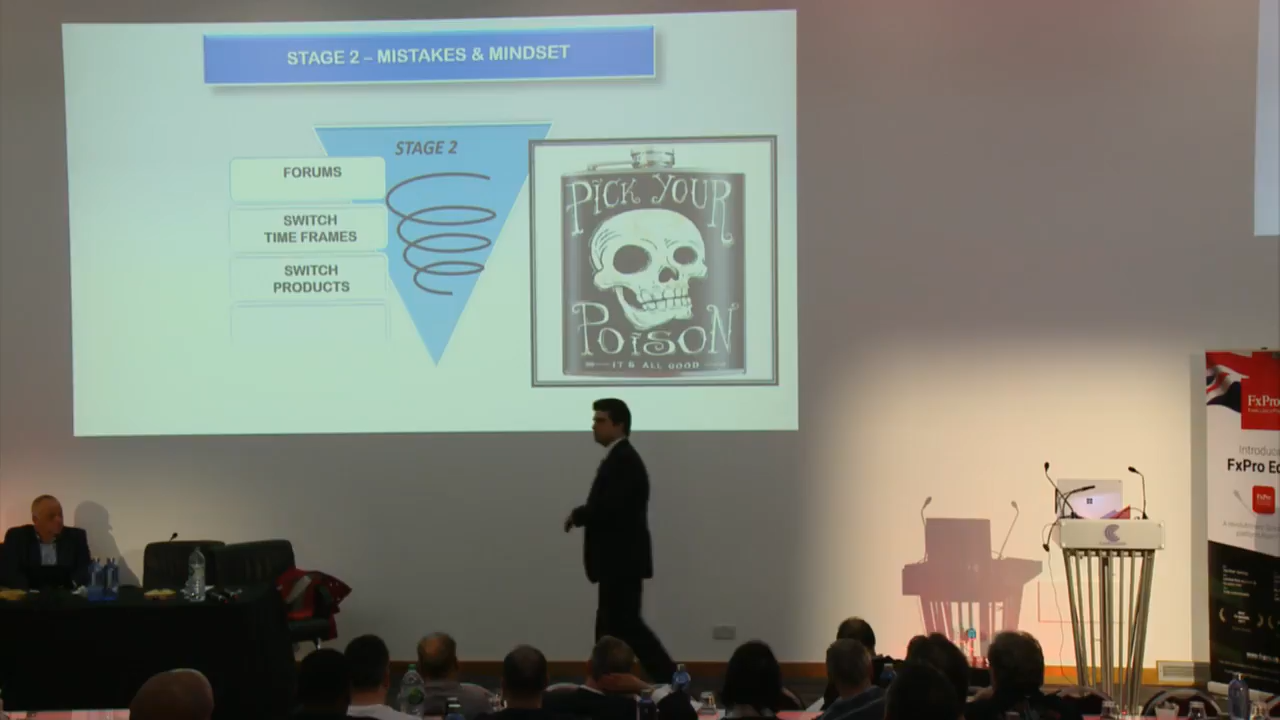 STAGE 2 – MISTAKES & MINDSET
STAGE 2
FORUMS
SWITCH
TIME FRAMES
SWITCH
PRODUCTS
PICK YOUR
POISON
IT'S ALL GOOD
FxPro
FxPro